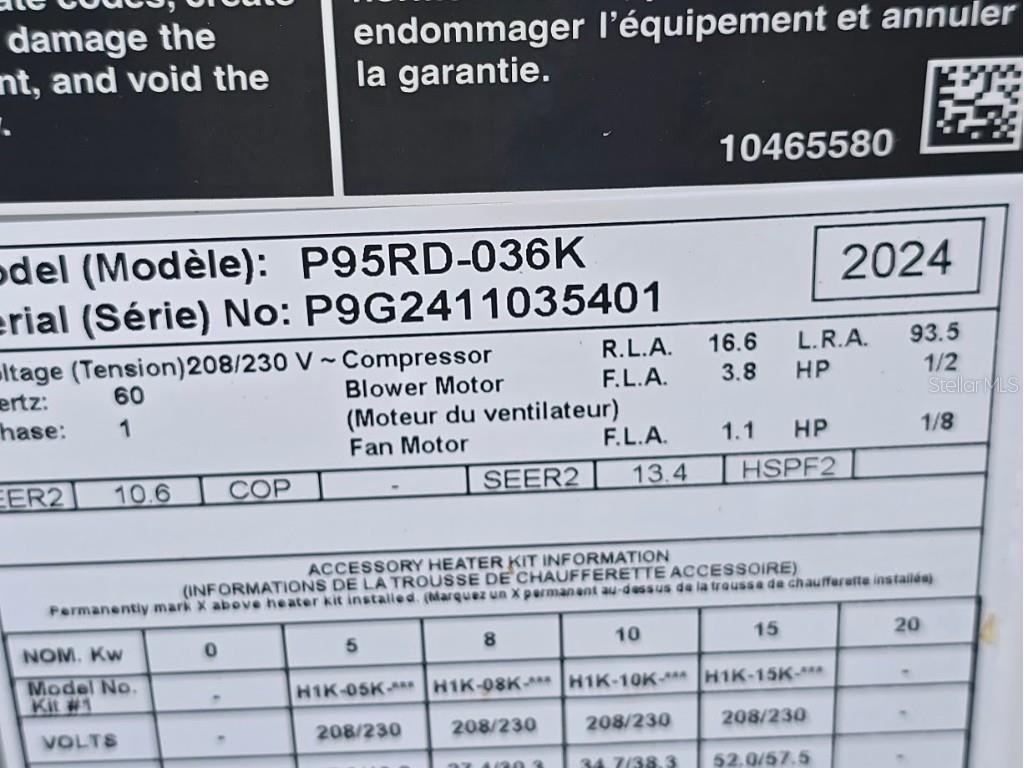 damage the
nt, and void the
endommager l'équipement et annuler
la garantie.
10465580
odel (Modèle): P95RD-036K
2024
erial (Série) No: P9G2411035401
oltage (Tension)208/230 V ~ Compressor R.L.A. 16.6 L.R.A. 93.5
ertz: 60 Blower Motor F.L.A. 3.8 HP 1/2
hase: 1 (Moteur du ventilateur)
Fan Motor F.L.A. 1.1 HP 1/8
EER2 10.6 COP - SEER2 13.4 HSPF2
ACCESSORY HEATER KIT INFORMATION
(INFORMATIONS DE LA TROUSSE DE CHAUFFERETTE ACCESSOIRE)
Permanently mark X above heater kit installed. (Marquez un X permanent au-dessus de la trousse de chaufferette installée)
NOM. Kw 0 5 8 10 15 20
Model No. Kit #1 - H1K-05K-*** H1K-08K-*** H1K-10K-*** H1K-15K-*** -
VOLTS - 208/230 208/230 208/230 208/230 -
34.7/38.3 52.0/57.5 -
StellarMLS